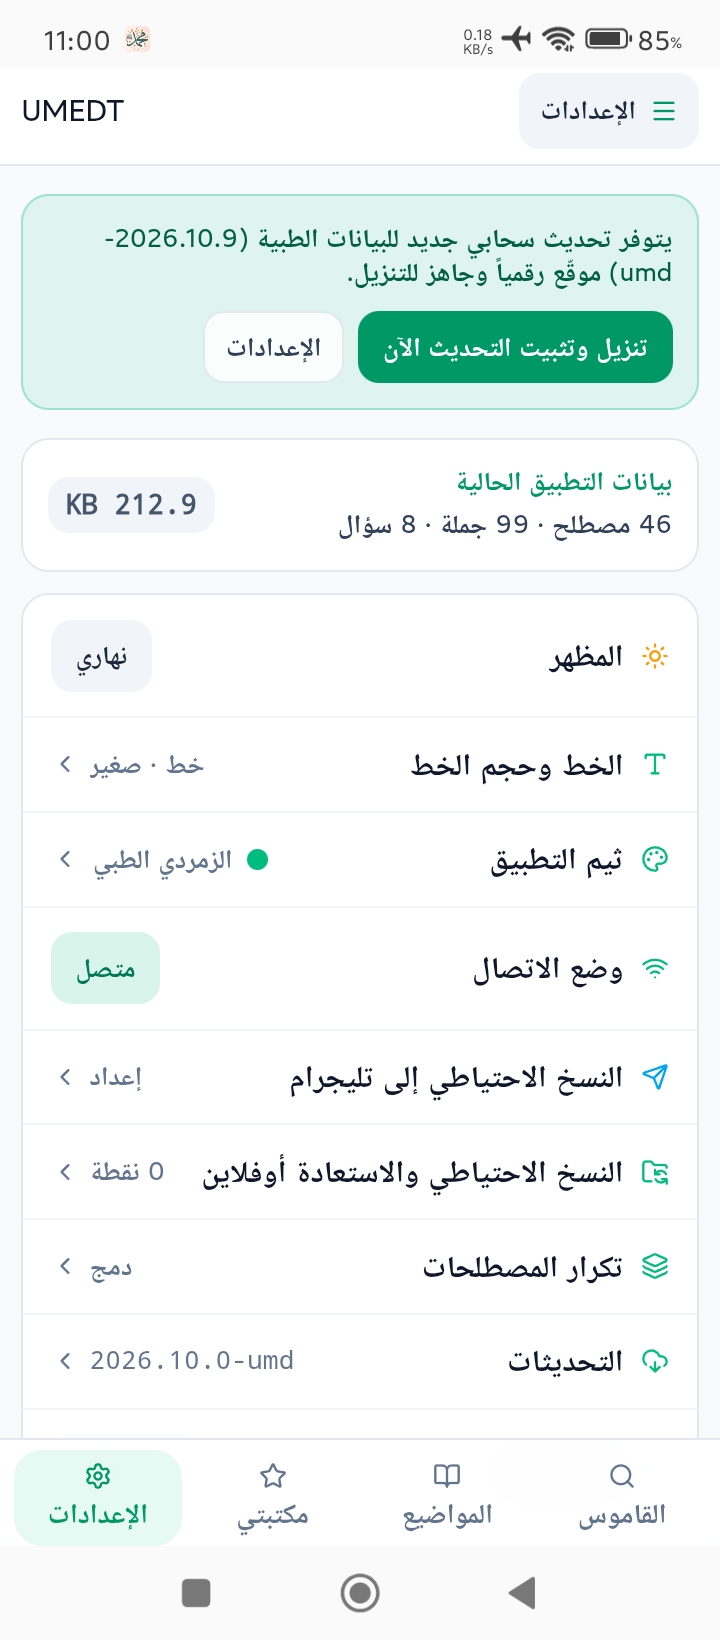 11:00
0.18 KB/s
85%
UMEDT
الإعدادات
يتوفر تحديث سحابي جديد للبيانات الطبية (2026.10.9-
umd) موقّع رقمياً وجاهز للتنزيل.
تنزيل وتثبيت التحديث الآن
الإعدادات
بيانات التطبيق الحالية
46 مصطلح · 99 جملة · 8 سؤال
212.9 KB
المظهر
نهاري
الخط وحجم الخط
خط · صغير
ثيم التطبيق
الزمردي الطبي
وضع الاتصال
متصل
النسخ الاحتياطي إلى تليجرام
إعداد
النسخ الاحتياطي والاستعادة أوفلاين
0 نقطة
تكرار المصطلحات
دمج
التحديثات
2026.10.0-umd
القاموس
المواضيع
مكتبتي
الإعدادات